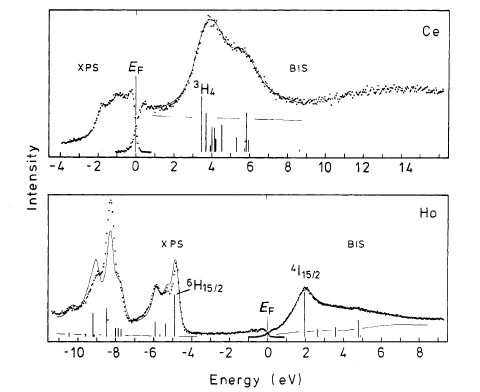 Ce
XPS
E_F
BIS
³H₄
-4 -2 0 2 4 6 8 10 12 14
Intensity
Ho
XPS
BIS
⁶H₁₅/₂
E_F
⁴I₁₅/₂
-10 -8 -6 -4 -2 0 2 4 6 8
Energy (eV)